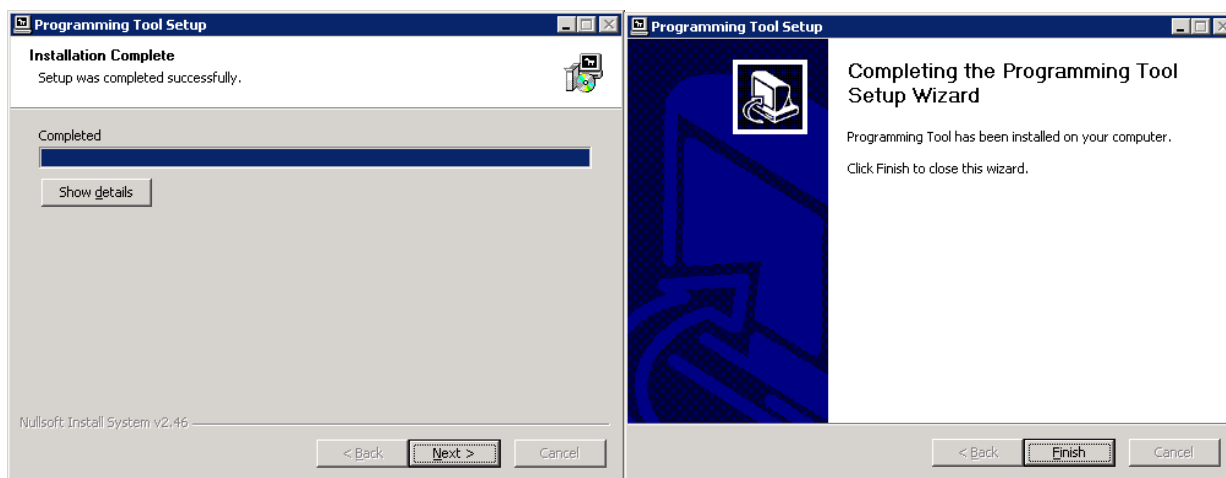 Programming Tool Setup
Installation Complete
Setup was completed successfully.
Completed
Show details
Nullsoft Install System v2.46
< Back
Next >
Cancel
Programming Tool Setup
Completing the Programming Tool
Setup Wizard
Programming Tool has been installed on your computer.
Click Finish to close this wizard.
< Back
Finish
Cancel